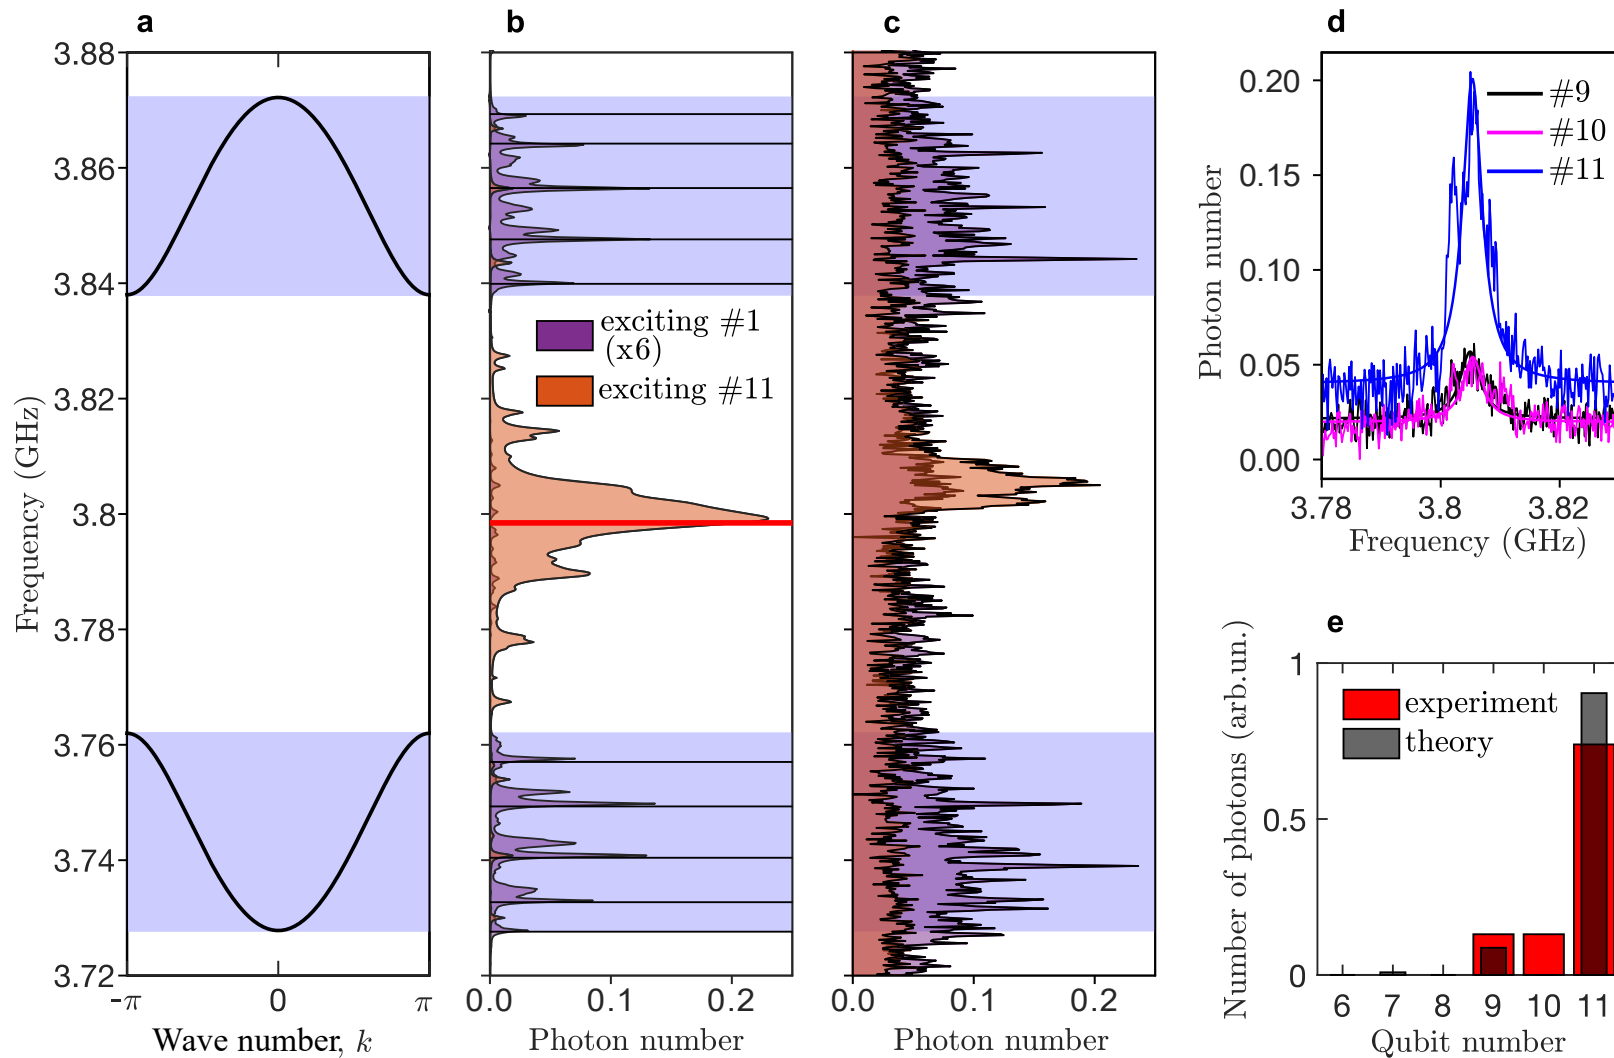 a
b
c
d
e
3.88
3.86
3.84
3.82
3.8
3.78
3.76
3.74
3.72
Frequency (GHz)
-π
0
π
Wave number, k
exciting #1
(x6)
exciting #11
0.0
0.1
0.2
Photon number
0.0
0.1
0.2
Photon number
0.20
0.15
0.10
0.05
0.00
Photon number
#9
#10
#11
3.78
3.8
3.82
Frequency (GHz)
1
0.5
0
Number of photons (arb.un.)
experiment
theory
6
7
8
9
10
11
Qubit number